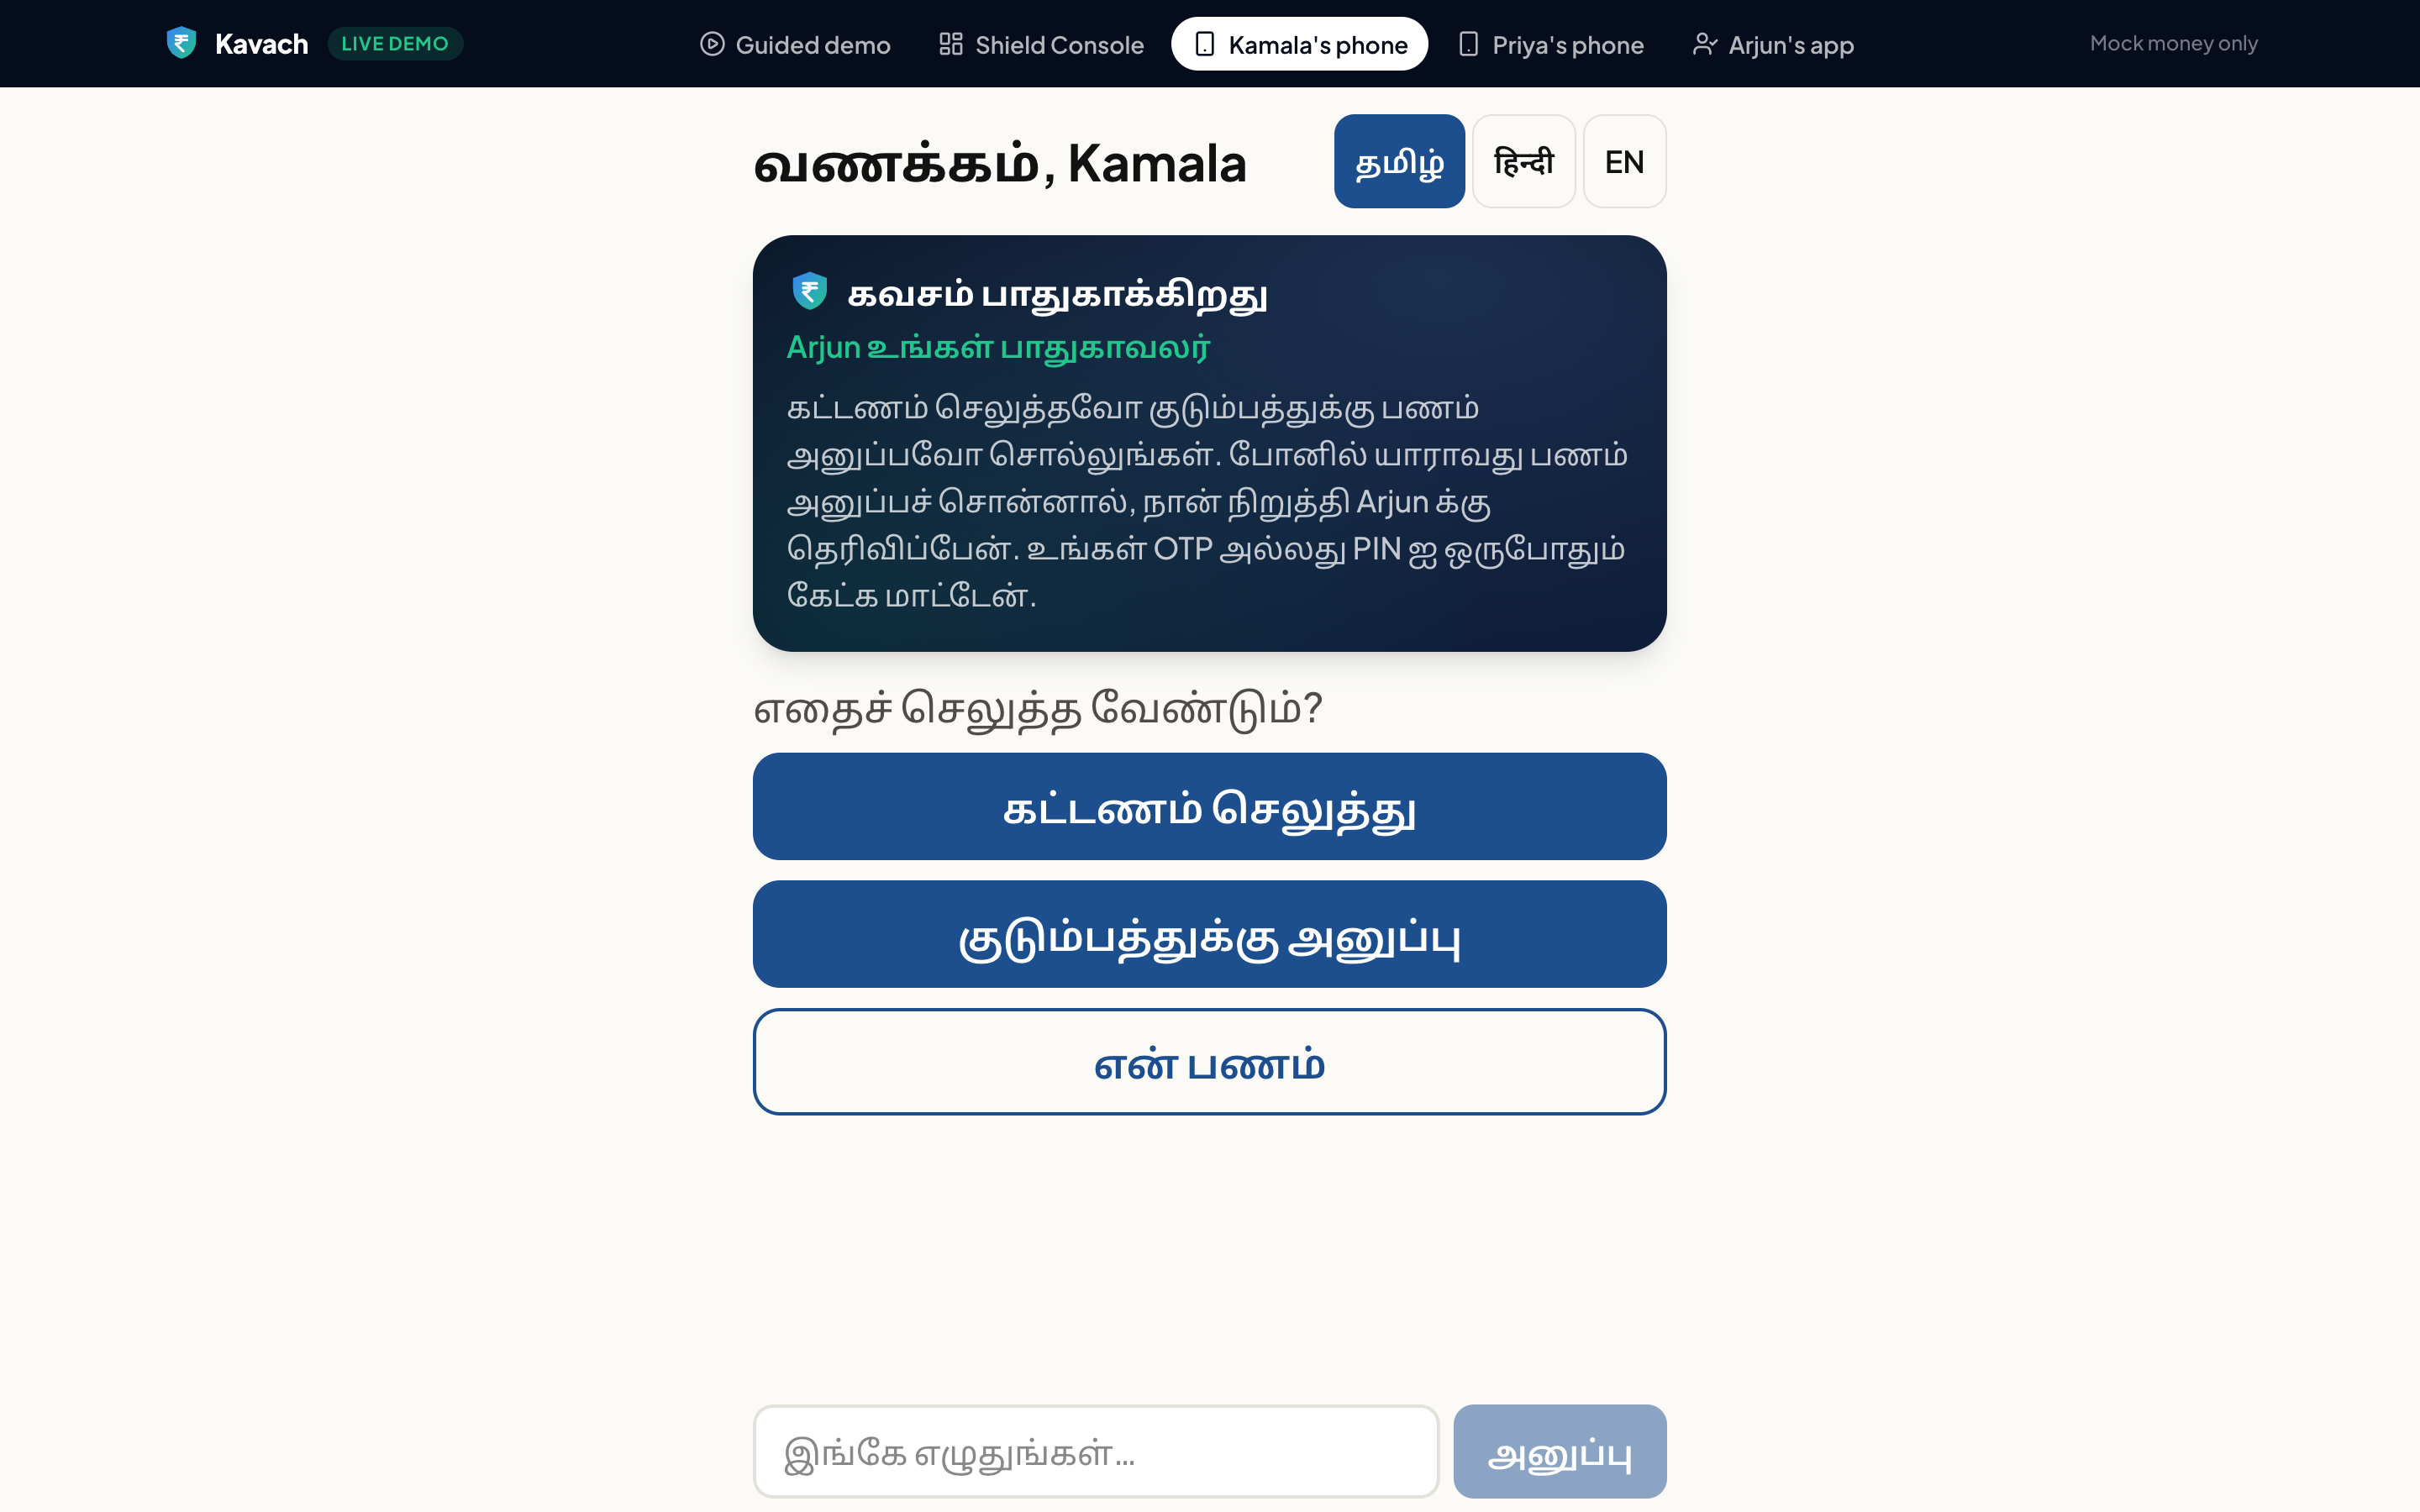 Kavach LIVE DEMO Guided demo Shield Console Kamala's phone Priya's phone Arjun's app Mock money only
வணக்கம், Kamala தமிழ் हिन्दी EN
₹ கவசம் பாதுகாக்கிறது
Arjun உங்கள் பாதுகாவலர்
கட்டணம் செலுத்தவோ குடும்பத்துக்கு பணம்
அனுப்பவோ சொல்லுங்கள். போனில் யாராவது பணம்
அனுப்பச் சொன்னால், நான் நிறுத்தி Arjun க்கு
தெரிவிப்பேன். உங்கள் OTP அல்லது PIN ஐ ஒருபோதும்
கேட்க மாட்டேன்.
எதைச் செலுத்த வேண்டும்?
கட்டணம் செலுத்து
குடும்பத்துக்கு அனுப்பு
என் பணம்
இங்கே எழுதுங்கள்... அனுப்பு